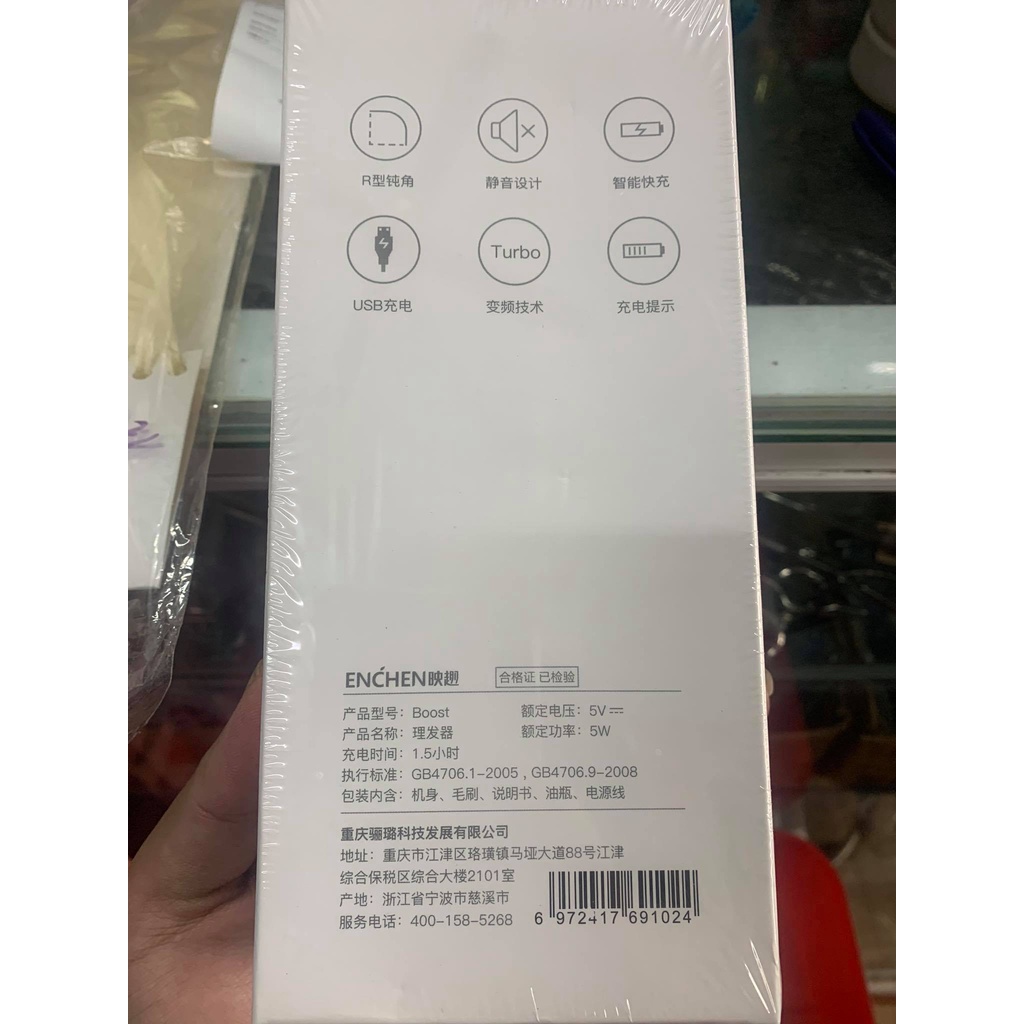 R型钝角 静音设计 智能快充
Turbo
USB充电 变频技术 充电提示
ENCHEN映趣 合格证 已检验
产品型号：Boost 额定电压：5V⎓
产品名称：理发器 额定功率：5W
充电时间：1.5小时
执行标准：GB4706.1-2005 , GB4706.9-2008
包装内含：机身、毛刷、说明书、油瓶、电源线
重庆骊璐科技发展有限公司
地址：重庆市江津区珞璜镇马垭大道88号江津
综合保税区综合大楼2101室
产地：浙江省宁波市慈溪市
服务电话：400-158-5268
6 972417 691024